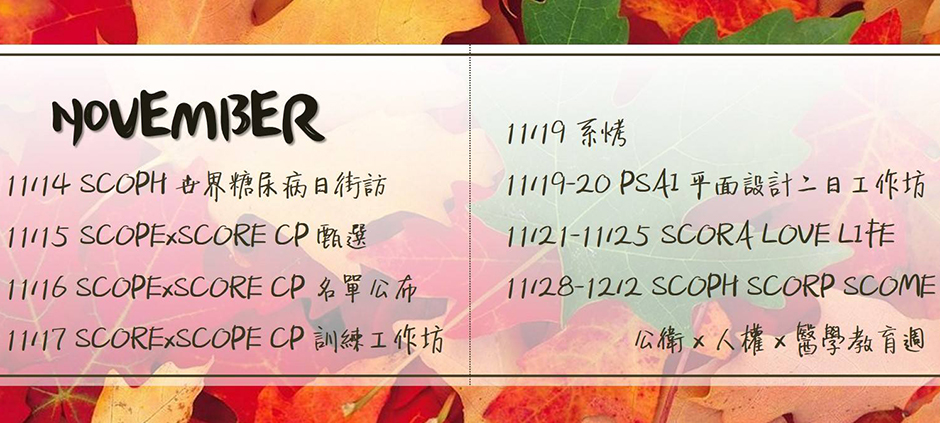 NOVEMBER
11/14 SCOPH 世界糖尿病日街訪
11/15 SCOPExSCORE CP 甄選
11/16 SCOPExSCORE CP 名單公布
11/17 SCORExSCOPE CP 訓練工作坊
11/19 系烤
11/19-20 PSAI 平面設計二日工作坊
11/21-11/25 SCORA LOVE LIFE
11/28-12/2 SCOPH SCORP SCOME
公衛 x 人權 x 醫學教育週